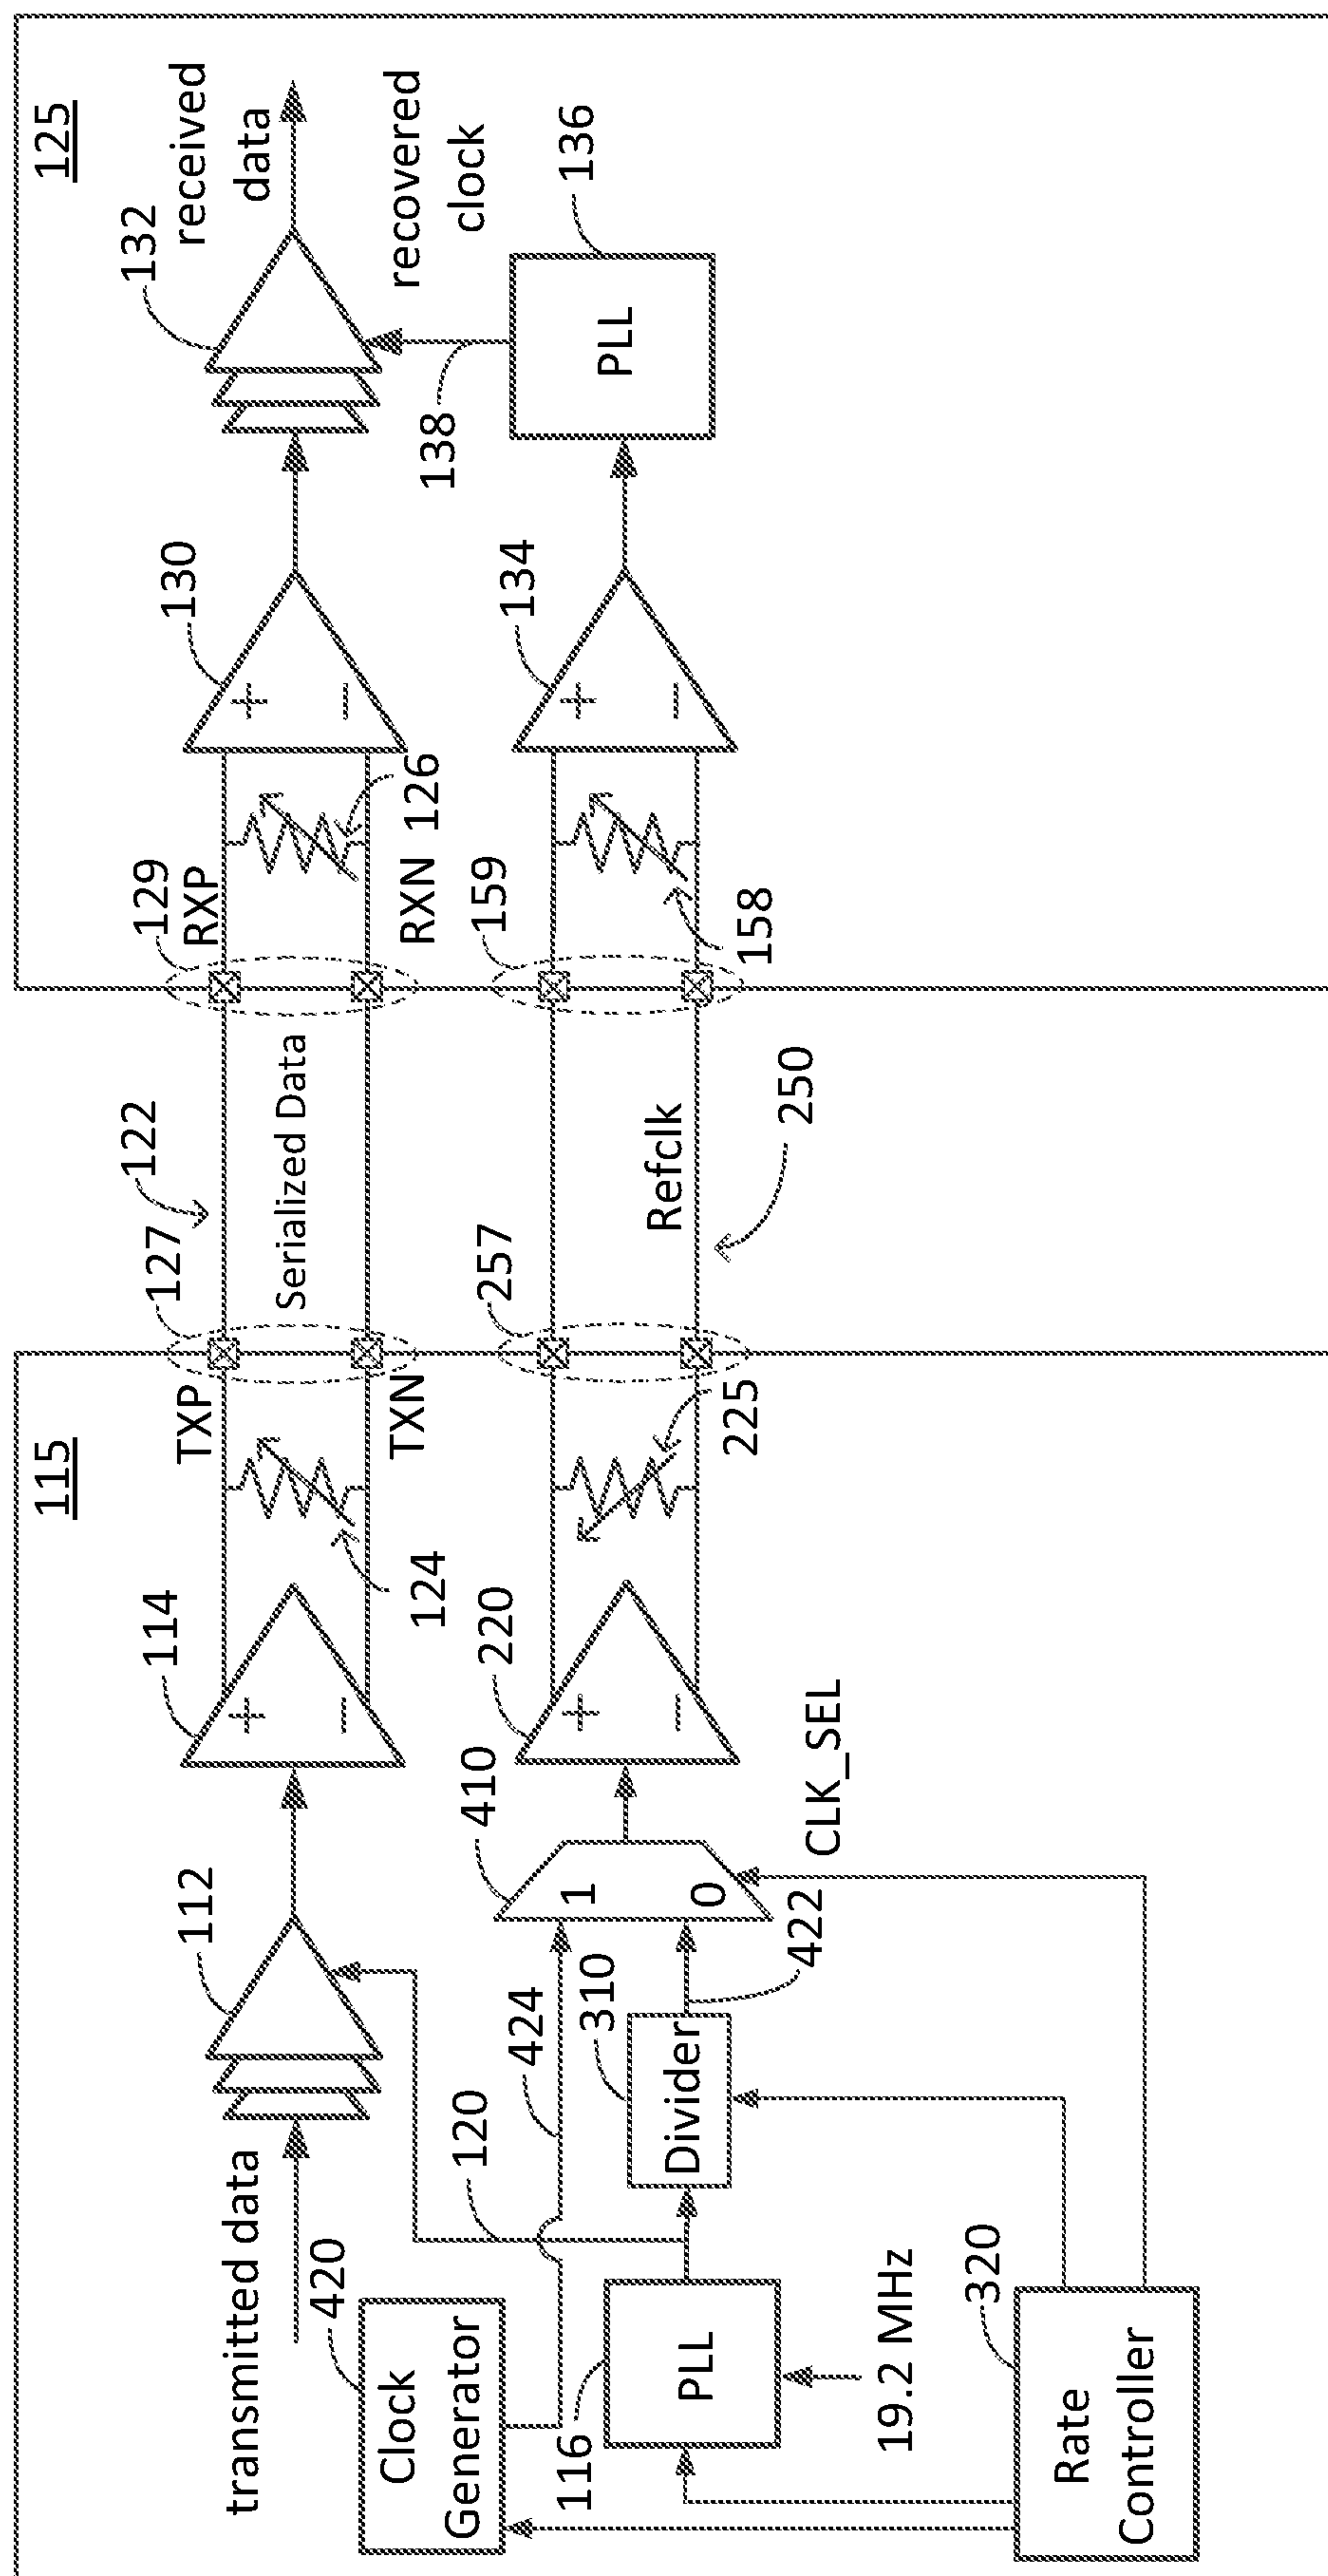 115
125
transmitted data
112
114
TXP
127
122
Serialized Data
129
RXP
130
132
received
data
+
−
124
TXN
RXN
126
+
−
recovered
clock
138
136
PLL
420
Clock
Generator
120
424
410
1
0
220
+
−
257
225
Refclk
250
159
158
134
+
−
116
PLL
310
Divider
422
CLK_SEL
19.2 MHz
320
Rate
Controller